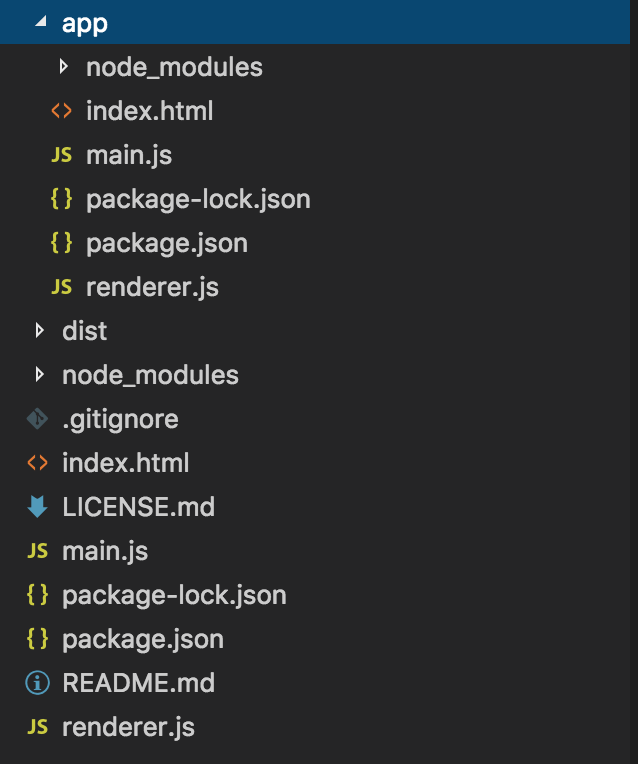 app
node_modules
index.html
JS main.js
{} package-lock.json
{} package.json
JS renderer.js
dist
node_modules
.gitignore
index.html
LICENSE.md
JS main.js
{} package-lock.json
{} package.json
README.md
JS renderer.js